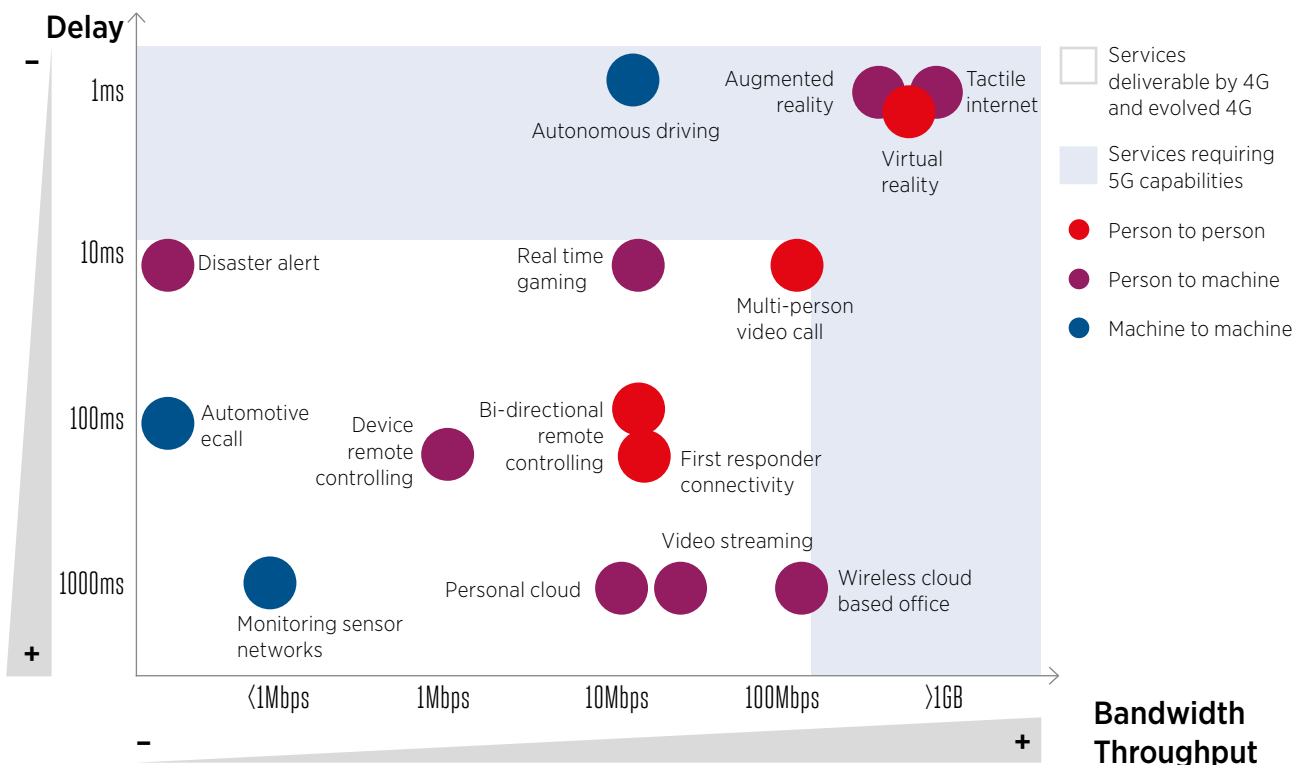 Delay
–
1ms
10ms
100ms
1000ms
+
Autonomous driving
Augmented
reality
Tactile
internet
Virtual
reality
Disaster alert
Real time
gaming
Multi-person
video call
Automotive
ecall
Device
remote
controlling
Bi-directional
remote
controlling
First responder
connectivity
Monitoring sensor
networks
Personal cloud
Video streaming
Wireless cloud
based office
<1Mbps
1Mbps
10Mbps
100Mbps
>1GB
–
+
Bandwidth
Throughput
Services
deliverable by 4G
and evolved 4G
Services requiring
5G capabilities
Person to person
Person to machine
Machine to machine